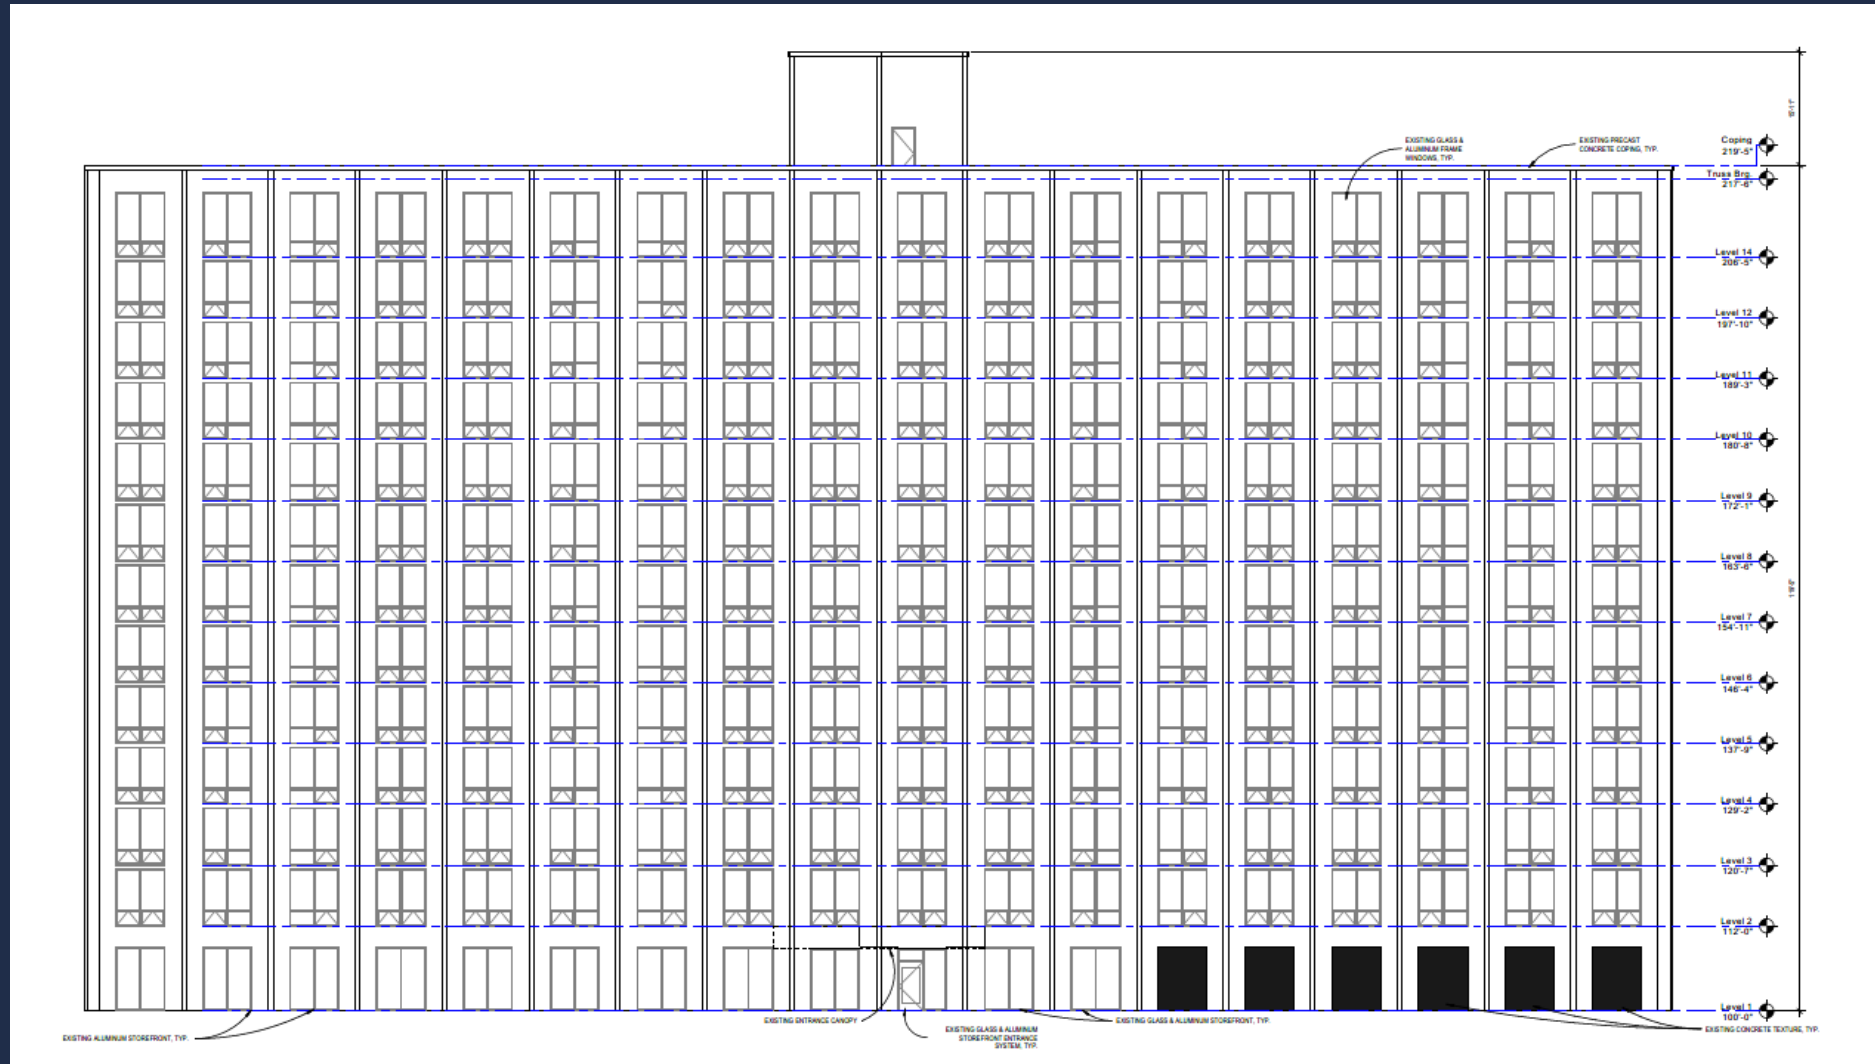 EXISTING GLASS &
ALUMINUM FRAME
WINDOWS, TYP.
EXISTING PRECAST
CONCRETE COPING, TYP.
Coping
219'-5"
Truss Brg.
217'-6"
Level 14
206'-5"
Level 12
197'-10"
Level 11
189'-3"
Level 10
180'-8"
Level 9
172'-1"
Level 8
163'-6"
Level 7
154'-11"
Level 6
146'-4"
Level 5
137'-9"
Level 4
129'-2"
Level 3
120'-7"
Level 2
112'-0"
Level 1
100'-0"
EXISTING ALUMINUM STOREFRONT, TYP.
EXISTING ENTRANCE CANOPY
EXISTING GLASS & ALUMINUM
STOREFRONT ENTRANCE
SYSTEM, TYP.
EXISTING GLASS & ALUMINUM STOREFRONT, TYP.
EXISTING CONCRETE TEXTURE, TYP.